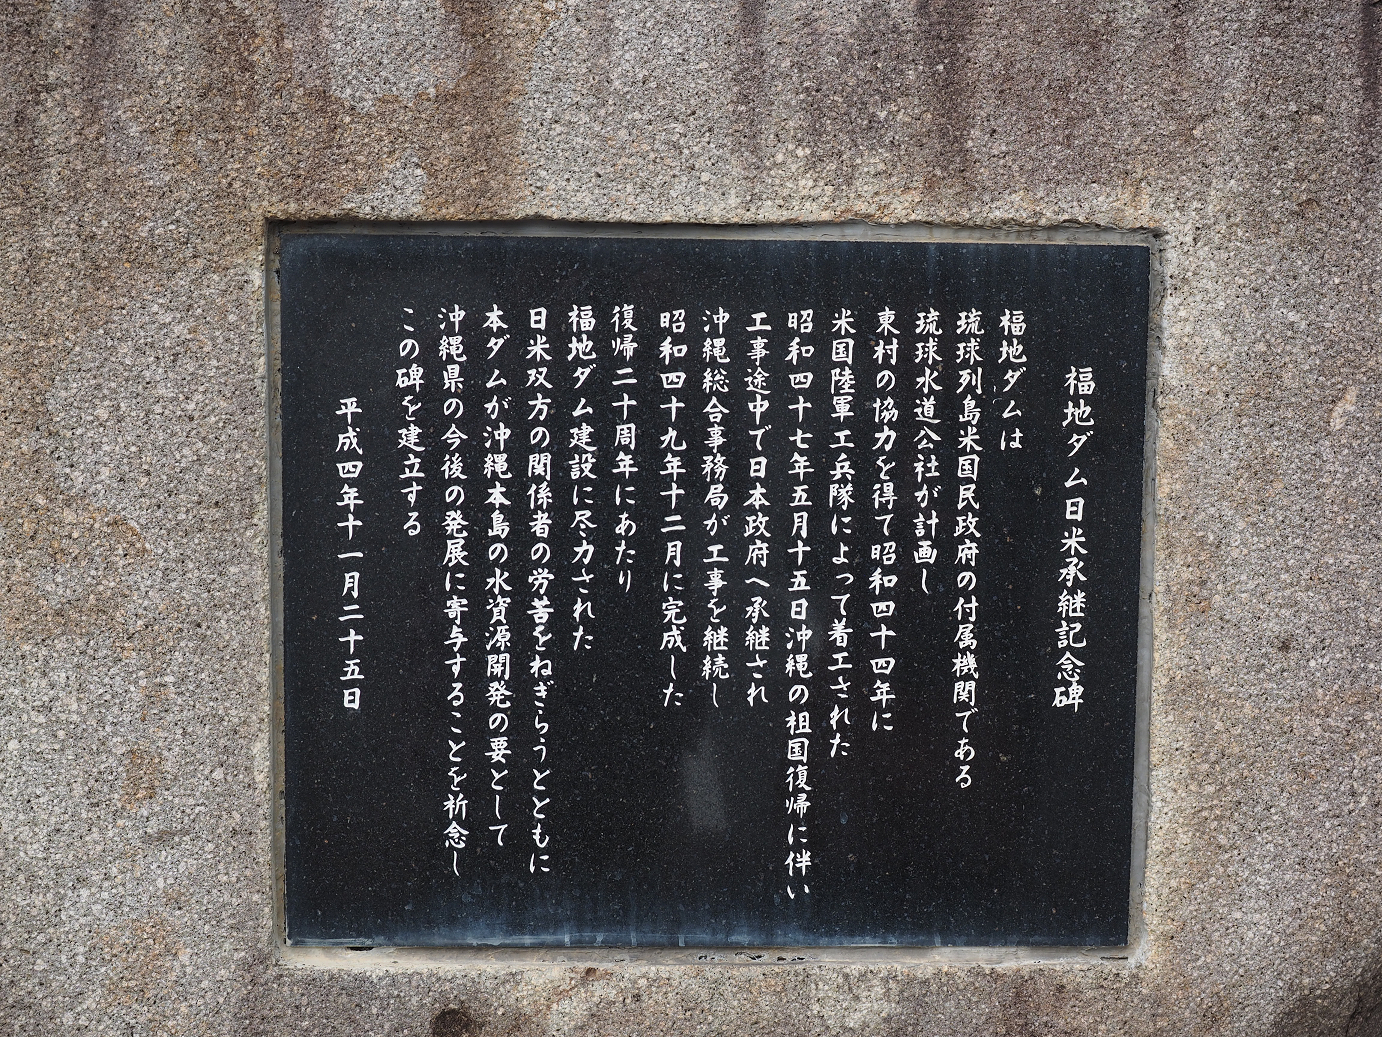 福地ダム日米承継記念碑
福地ダムは
琉球列島米国民政府の付属機関である
琉球水道公社が計画し
東村の協力を得て昭和四十四年に
米国陸軍工兵隊によって着工された
昭和四十七年五月十五日沖縄の祖国復帰に伴い
工事途中で日本政府へ承継され
沖縄総合事務局が工事を継続し
昭和四十九年十二月に完成した
復帰二十周年にあたり
福地ダム建設に尽力された
日米双方の関係者の労苦をねぎらうとともに
本ダムが沖縄本島の水資源開発の要として
沖縄県の今後の発展に寄与することを祈念し
この碑を建立する
平成四年十一月二十五日